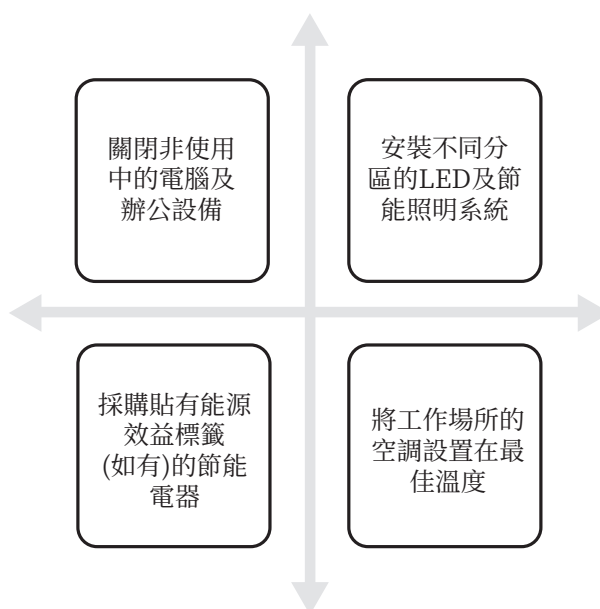 關閉非使用
中的電腦及
辦公設備
安裝不同分
區的LED及節
能照明系統
採購貼有能源
效益標籤
(如有)的節能
電器
將工作場所的
空調設置在最
佳溫度